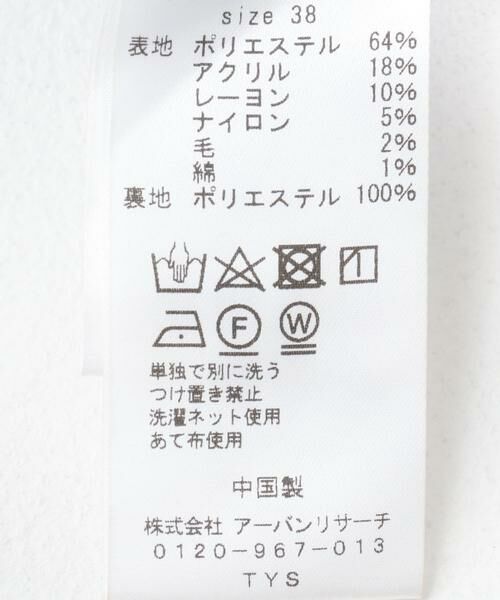 size 38
表地 ポリエステル 64%
アクリル 18%
レーヨン 10%
ナイロン 5%
毛 2%
綿 1%
裏地 ポリエステル 100%
F W
単独で別に洗う
つけ置き禁止
洗濯ネット使用
あて布使用
中国製
株式会社 アーバンリサーチ
0120-967-013
TYS